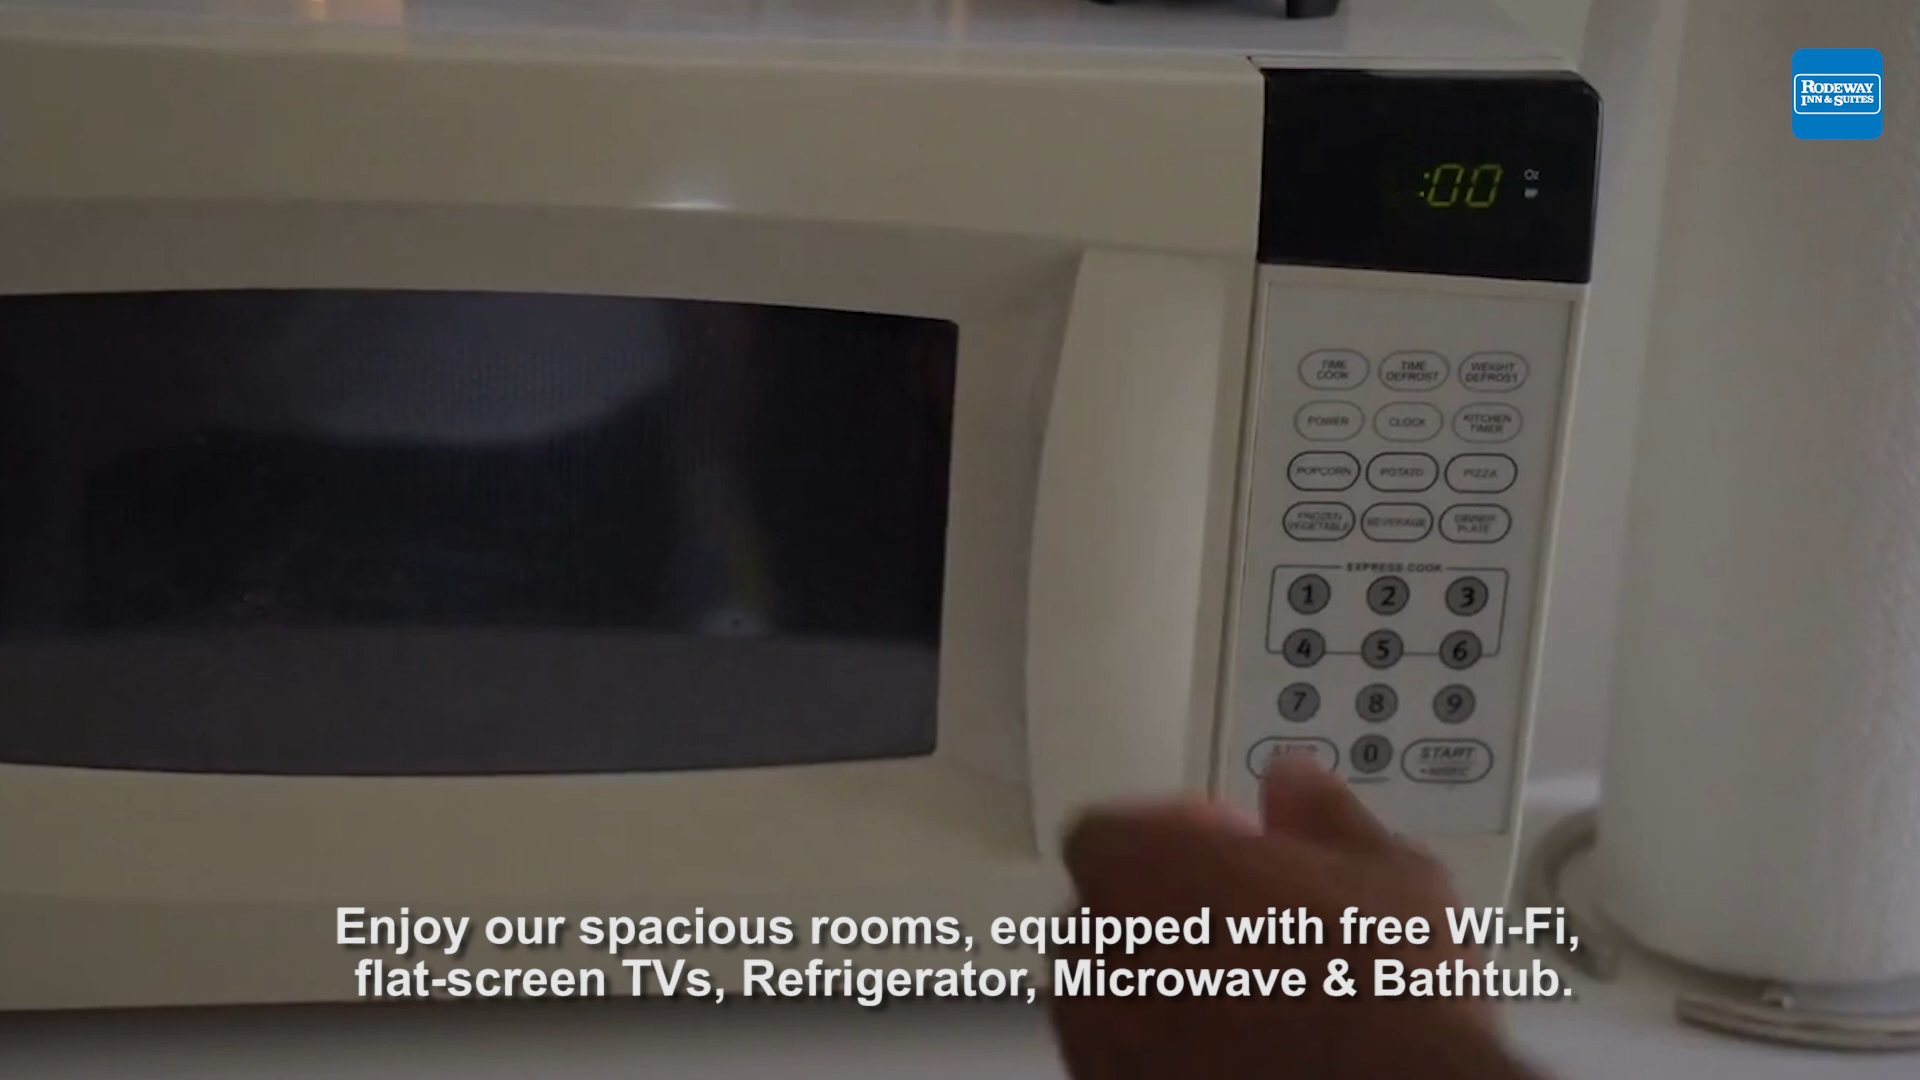 RODEWAY
INN & SUITES
:00
Oz
TIME COOK
TIME DEFROST
WEIGHT DEFROST
POWER
CLOCK
KITCHEN TIMER
POPCORN
POTATO
PIZZA
FROZEN VEGETABLE
BEVERAGE
DINNER PLATE
EXPRESS COOK
1 2 3
4 5 6
7 8 9
STOP
0
START
Enjoy our spacious rooms, equipped with free Wi-Fi,
flat-screen TVs, Refrigerator, Microwave & Bathtub.